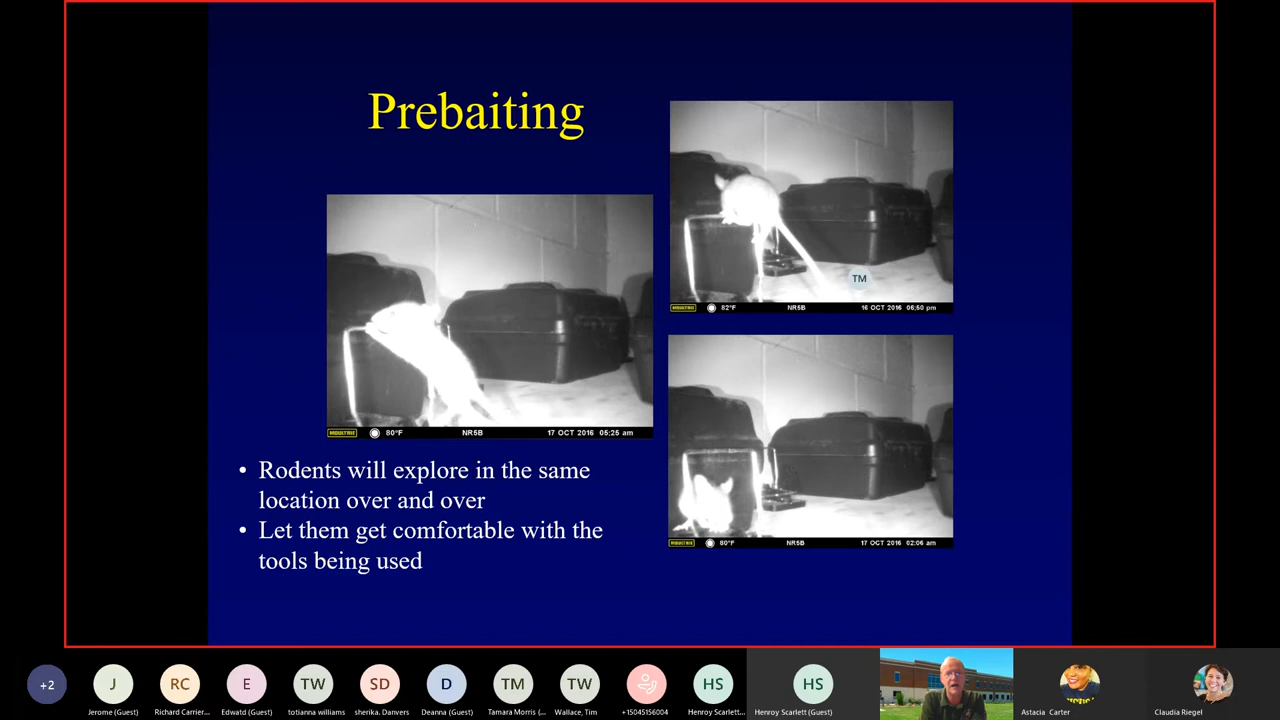 Prebaiting
MOULTRIE 82°F NR5B 16 OCT 2016 06:50 pm
TM
MOULTRIE 80°F NR5B 17 OCT 2016 05:25 am
MOULTRIE 80°F NR5B 17 OCT 2016 02:06 am
• Rodents will explore in the same
location over and over
• Let them get comfortable with the
tools being used
+2
J
RC
E
TW
SD
D
TM
TW
HS
HS
Jerome (Guest)
Richard Carrier...
Edwatd (Guest)
totianna williams
sherika. Danvers
Deanna (Guest)
Tamara Morris (...
Wallace, Tim
+15045156004
Henroy Scarlett...
Henroy Scarlett (Guest)
Astacia Carter
Claudia Riegel